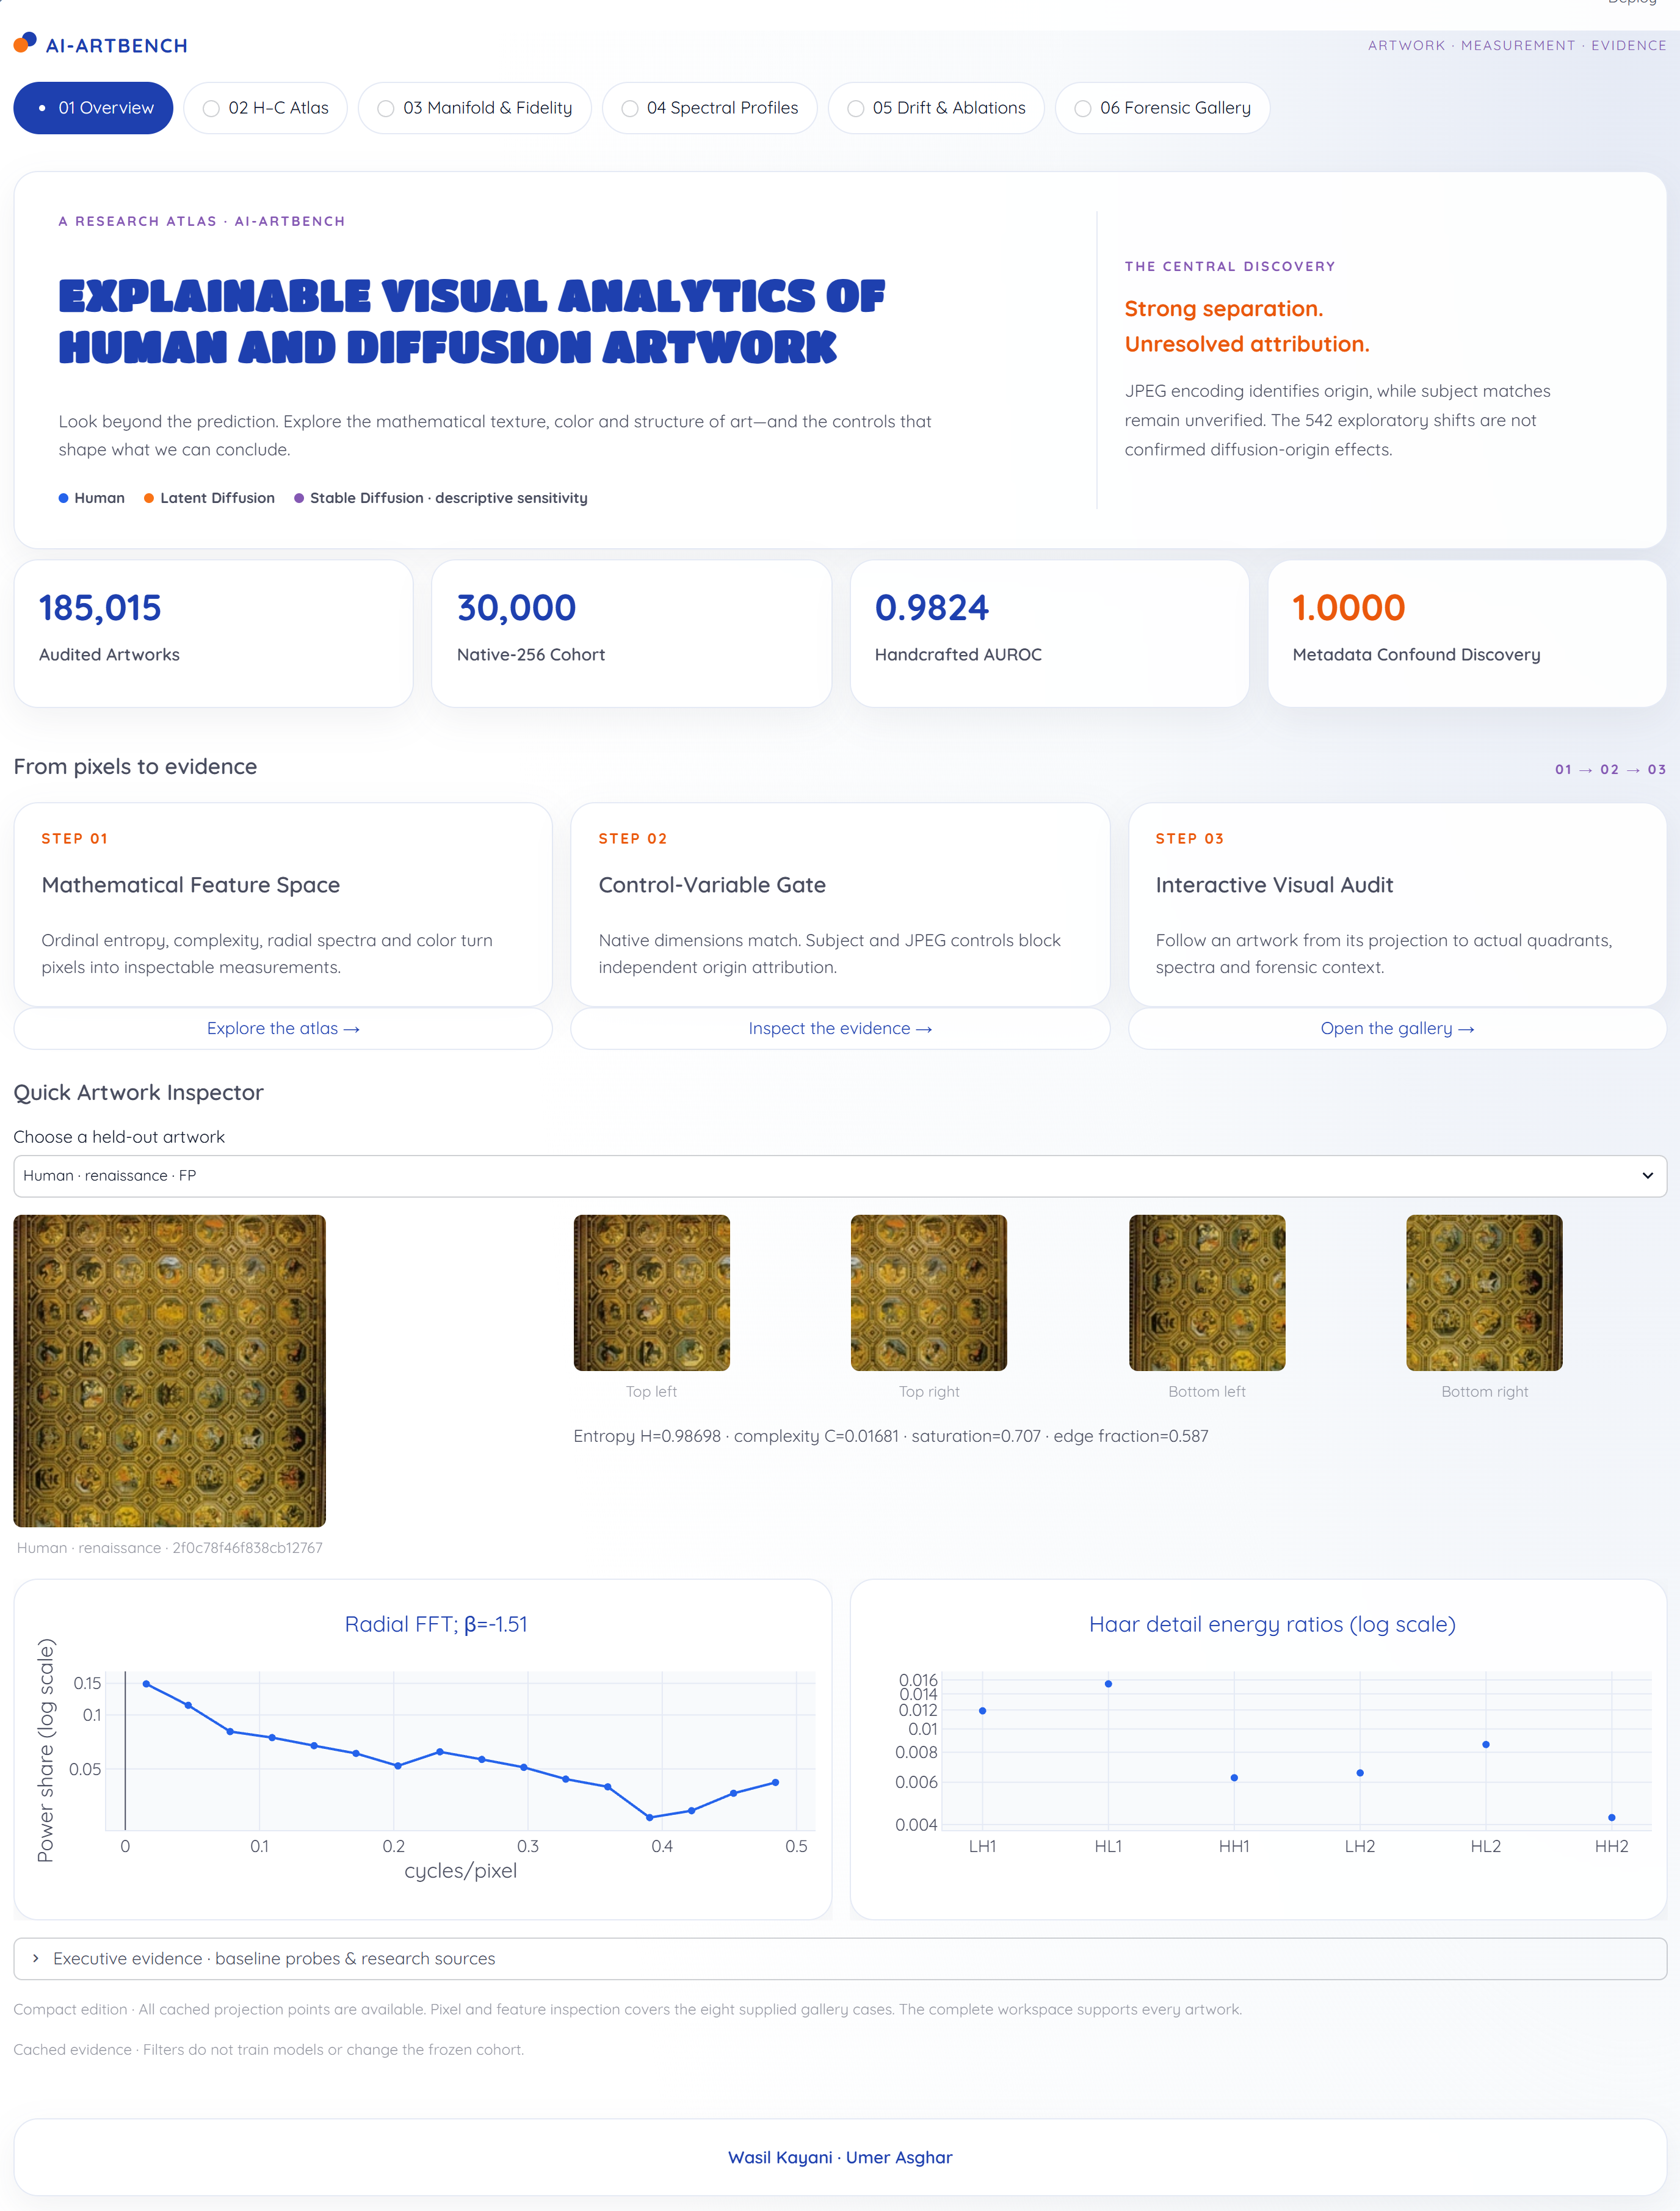 Deploy
AI-ARTBENCH
ARTWORK · MEASUREMENT · EVIDENCE
01 Overview
02 H–C Atlas
03 Manifold & Fidelity
04 Spectral Profiles
05 Drift & Ablations
06 Forensic Gallery
A RESEARCH ATLAS · AI-ARTBENCH
EXPLAINABLE VISUAL ANALYTICS OF
HUMAN AND DIFFUSION ARTWORK
Look beyond the prediction. Explore the mathematical texture, color and structure of art—and the controls that
shape what we can conclude.
Human
Latent Diffusion
Stable Diffusion · descriptive sensitivity
THE CENTRAL DISCOVERY
Strong separation.
Unresolved attribution.
JPEG encoding identifies origin, while subject matches
remain unverified. The 542 exploratory shifts are not
confirmed diffusion-origin effects.
185,015
Audited Artworks
30,000
Native-256 Cohort
0.9824
Handcrafted AUROC
1.0000
Metadata Confound Discovery
From pixels to evidence
01 → 02 → 03
STEP 01
Mathematical Feature Space
Ordinal entropy, complexity, radial spectra and color turn
pixels into inspectable measurements.
Explore the atlas →
STEP 02
Control-Variable Gate
Native dimensions match. Subject and JPEG controls block
independent origin attribution.
Inspect the evidence →
STEP 03
Interactive Visual Audit
Follow an artwork from its projection to actual quadrants,
spectra and forensic context.
Open the gallery →
Quick Artwork Inspector
Choose a held-out artwork
Human · renaissance · FP
Top left
Top right
Bottom left
Bottom right
Entropy H=0.98698 · complexity C=0.01681 · saturation=0.707 · edge fraction=0.587
Human · renaissance · 2f0c78f46f838cb12767
Radial FFT; β=-1.51
Power share (log scale)
0.15
0.1
0.05
0
0.1
0.2
0.3
0.4
0.5
cycles/pixel
Haar detail energy ratios (log scale)
0.016
0.014
0.012
0.01
0.008
0.006
0.004
LH1
HL1
HH1
LH2
HL2
HH2
Executive evidence · baseline probes & research sources
Compact edition · All cached projection points are available. Pixel and feature inspection covers the eight supplied gallery cases. The complete workspace supports every artwork.
Cached evidence · Filters do not train models or change the frozen cohort.
Wasil Kayani · Umer Asghar